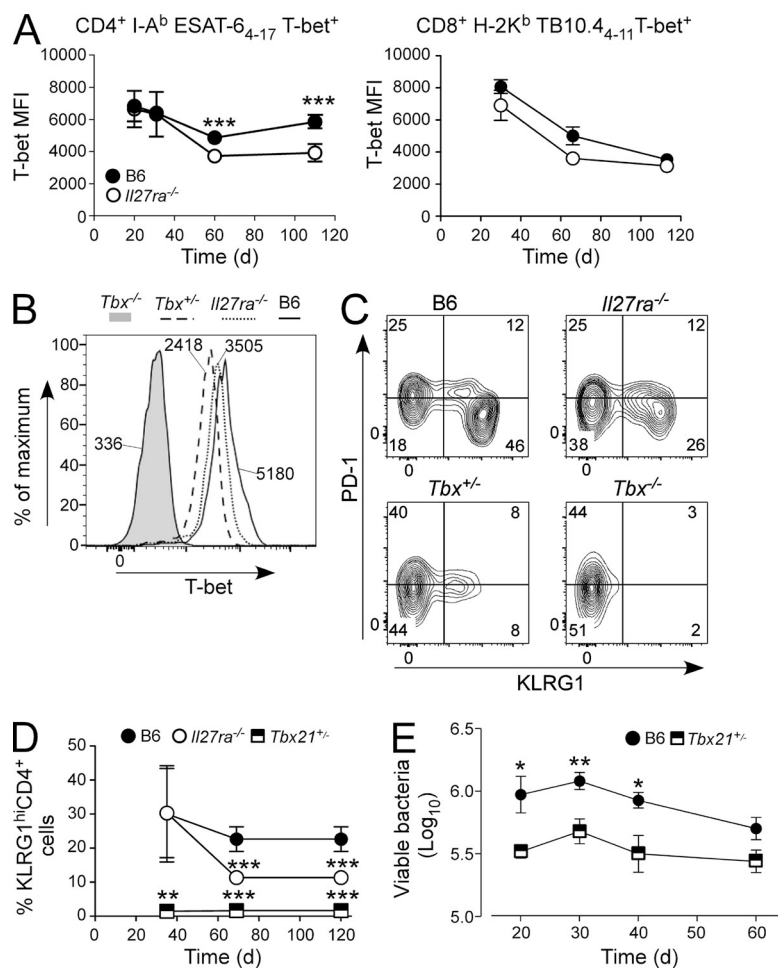 A
CD4+ I-Ab ESAT-64-17 T-bet+
CD8+ H-2Kb TB10.44-11T-bet+
T-bet MFI
10000
8000
6000
4000
2000
0
***
***
B6
Il27ra-/-
0 20 40 60 80 100 120
Time (d)
T-bet MFI
10000
8000
6000
4000
2000
0
0 20 40 60 80 100 120
Time (d)
B
Tbx-/- Tbx+/- Il27ra-/- B6
% of maximum
100
80
60
40
20
0
2418
3505
336
5180
0
T-bet
C
B6
Il27ra-/-
25 12
18 46
0
25 12
38 26
0
PD-1
Tbx+/-
Tbx-/-
40 8
44 8
0
0
44 3
51 2
0
0
KLRG1
D
B6 Il27ra-/- Tbx21+/-
% KLRG1hiCD4+
cells
50
40
30
20
10
0
** *** ***
*** ***
0 20 40 60 80 100 120
Time (d)
E
B6 Tbx21+/-
Viable bacteria
(Log10)
6.5
6.0
5.5
5.0
* ** *
20 30 40 60
Time (d)